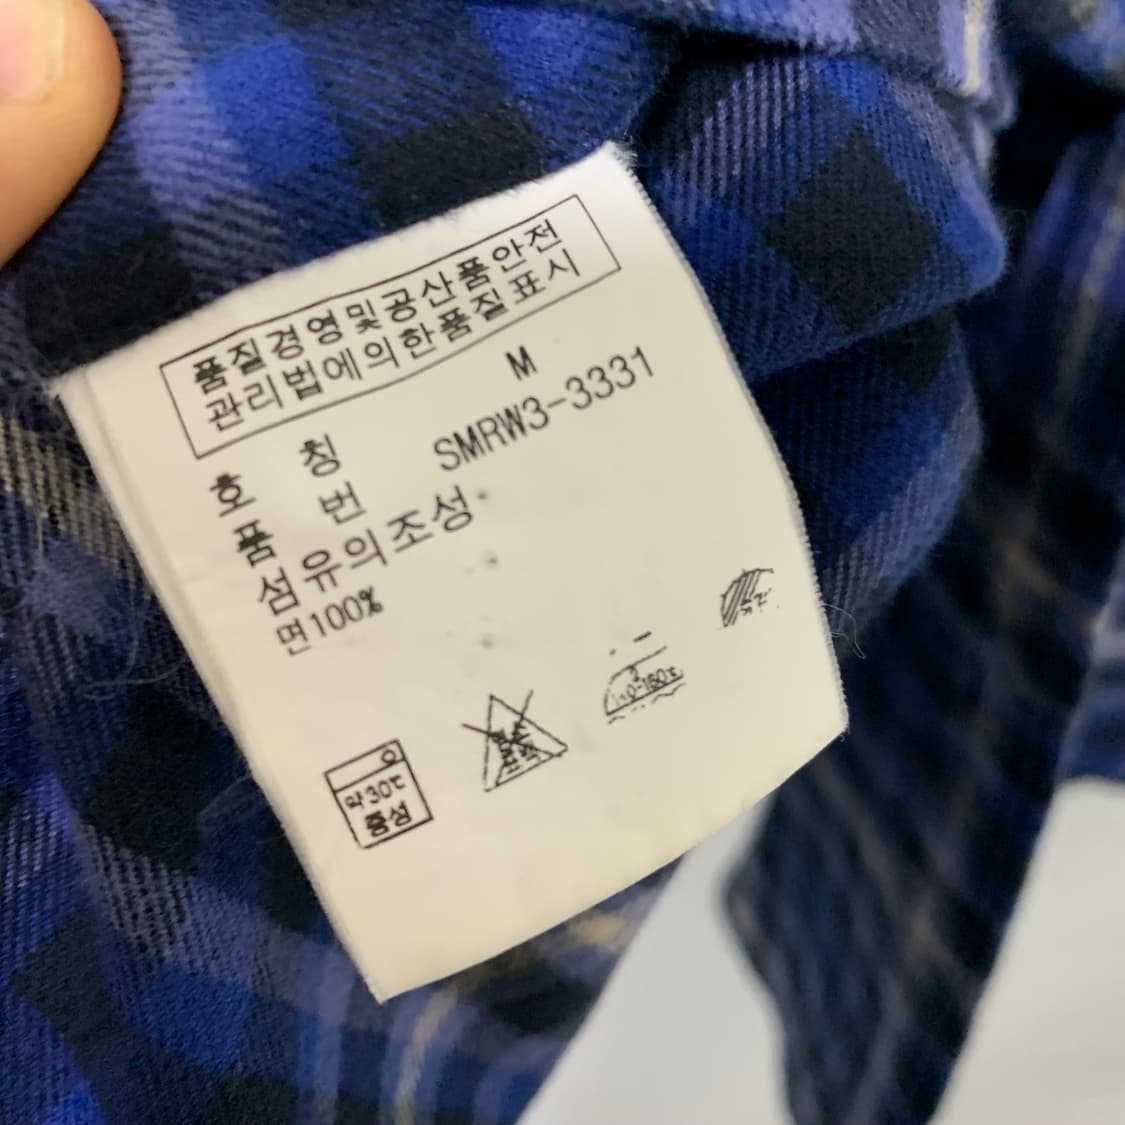 품질경영및공산품안전
관리법에의한품질표시
호 칭 M
품 번 SMRW3-3331
섬유의조성
면100%
약30℃
중성